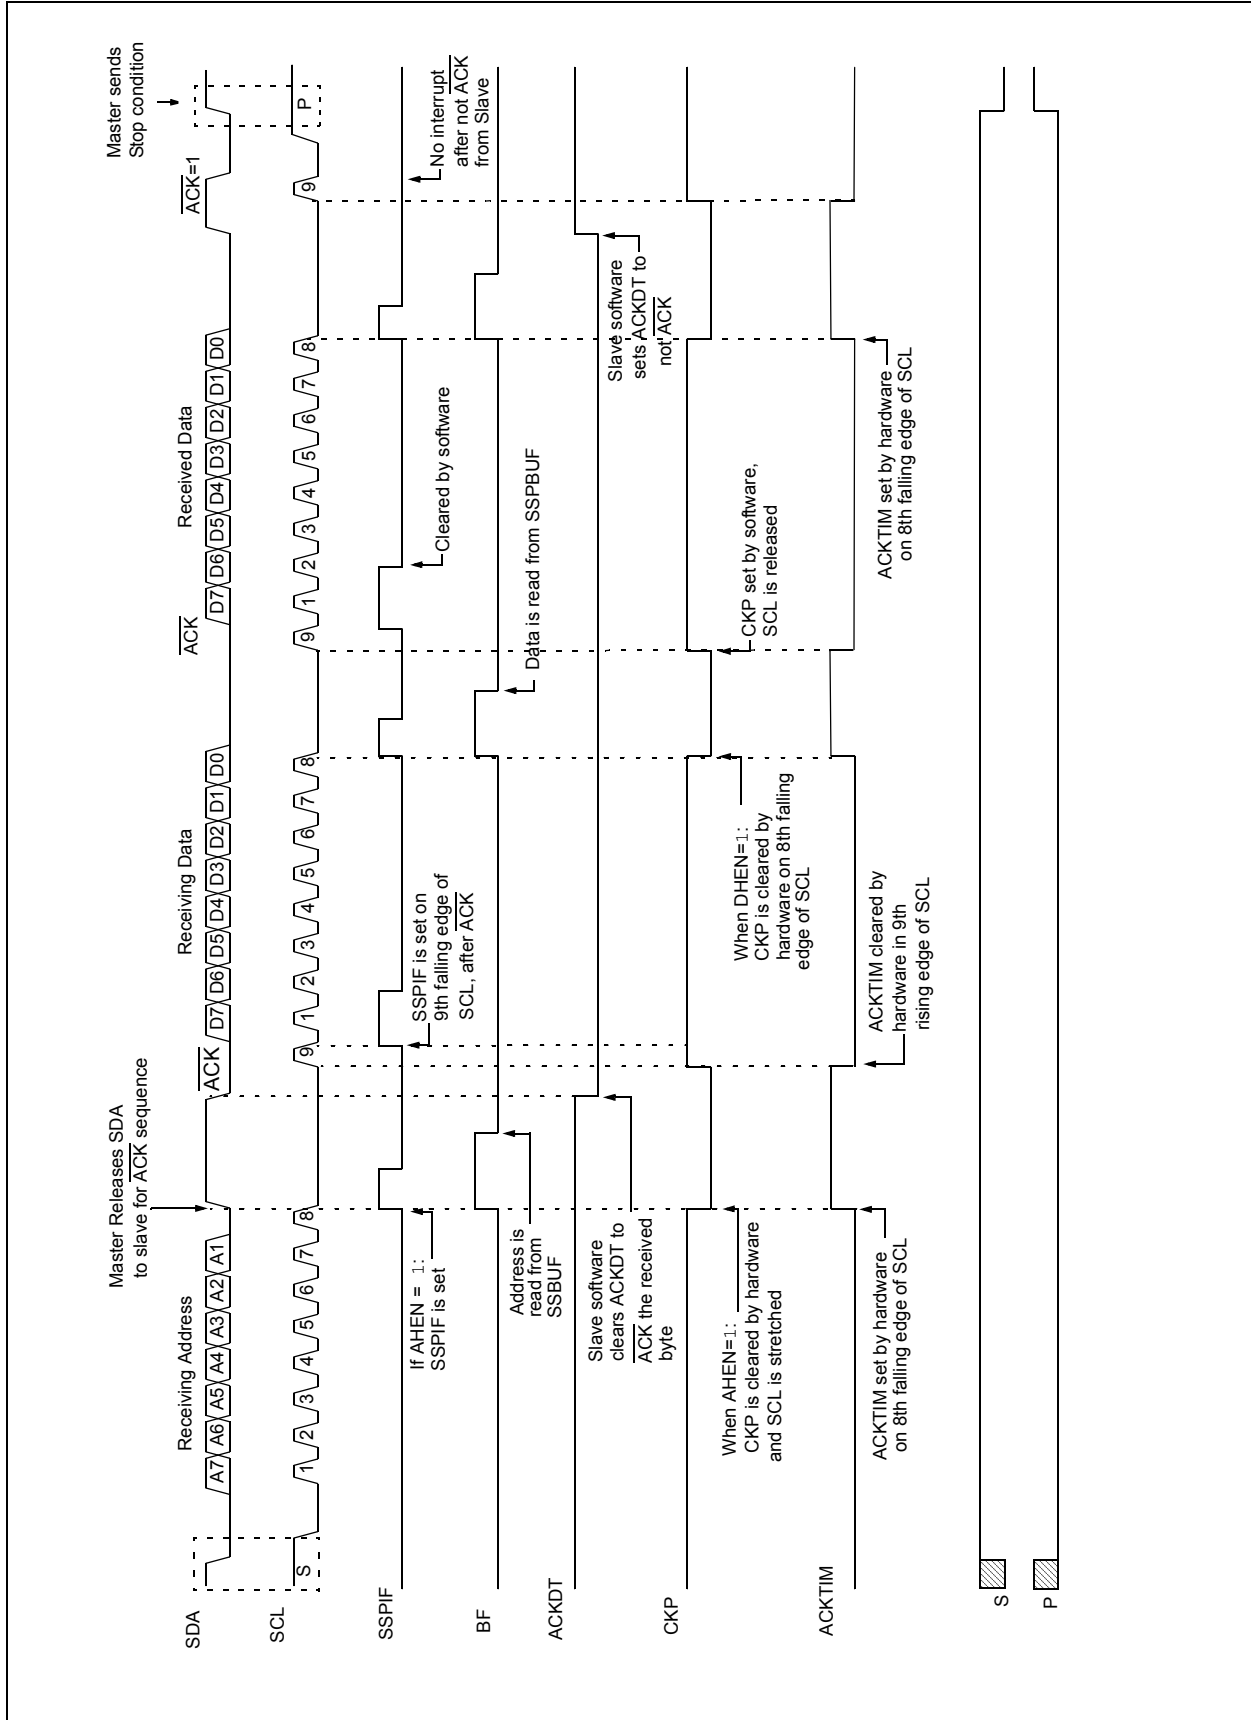 Master Releases SDA
to slave for ACK sequence
Master sends
Stop condition
Receiving Address
Receiving Data
Received Data
ACK
ACK
ACK=1
SDA
A7 A6 A5 A4 A3 A2 A1
D7 D6 D5 D4 D3 D2 D1 D0
D7 D6 D5 D4 D3 D2 D1 D0
SCL
S
1 2 3 4 5 6 7 8 9
1 2 3 4 5 6 7 8 9
1 2 3 4 5 6 7 8 9
P
SSPIF
If AHEN = 1:
SSPIF is set
SSPIF is set on
9th falling edge of
SCL, after ACK
Cleared by software
No interrupt
after not ACK
from Slave
BF
Address is
read from
SSBUF
Data is read from SSPBUF
ACKDT
Slave software
clears ACKDT to
ACK the received
byte
Slave software
sets ACKDT to
not ACK
CKP
When AHEN=1:
CKP is cleared by hardware
and SCL is stretched
When DHEN=1:
CKP is cleared by
hardware on 8th falling
edge of SCL
CKP set by software,
SCL is released
ACKTIM
ACKTIM set by hardware
on 8th falling edge of SCL
ACKTIM cleared by
hardware in 9th
rising edge of SCL
ACKTIM set by hardware
on 8th falling edge of SCL
S
P